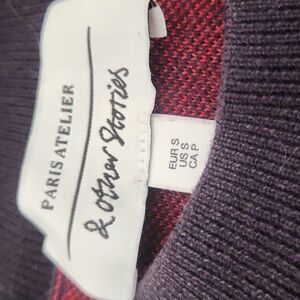 PARIS ATELIER
& other Stories
EUR S
US S
CA P